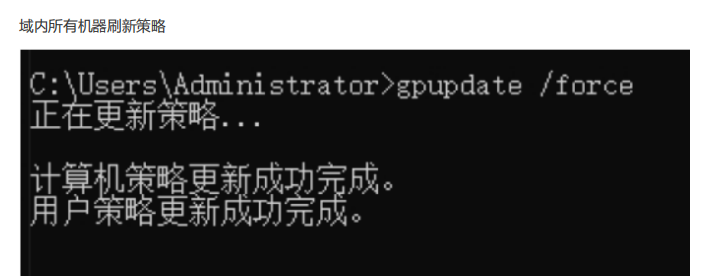 域内所有机器刷新策略
C:\Users\Administrator>gpupdate /force
正在更新策略...
计算机策略更新成功完成。
用户策略更新成功完成。